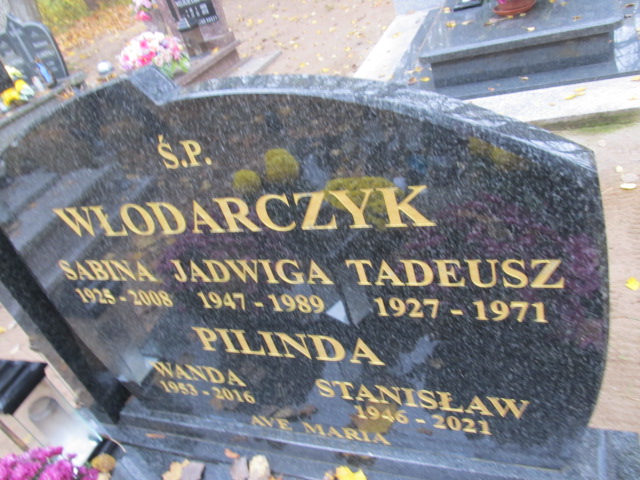 Ś.P.
WŁODARCZYK
SABINA JADWIGA TADEUSZ
1925 - 2008 1947 - 1989 1927 - 1971
PILINDA
WANDA STANISŁAW
1953 - 2016 1946 - 2021
AVE MARIA